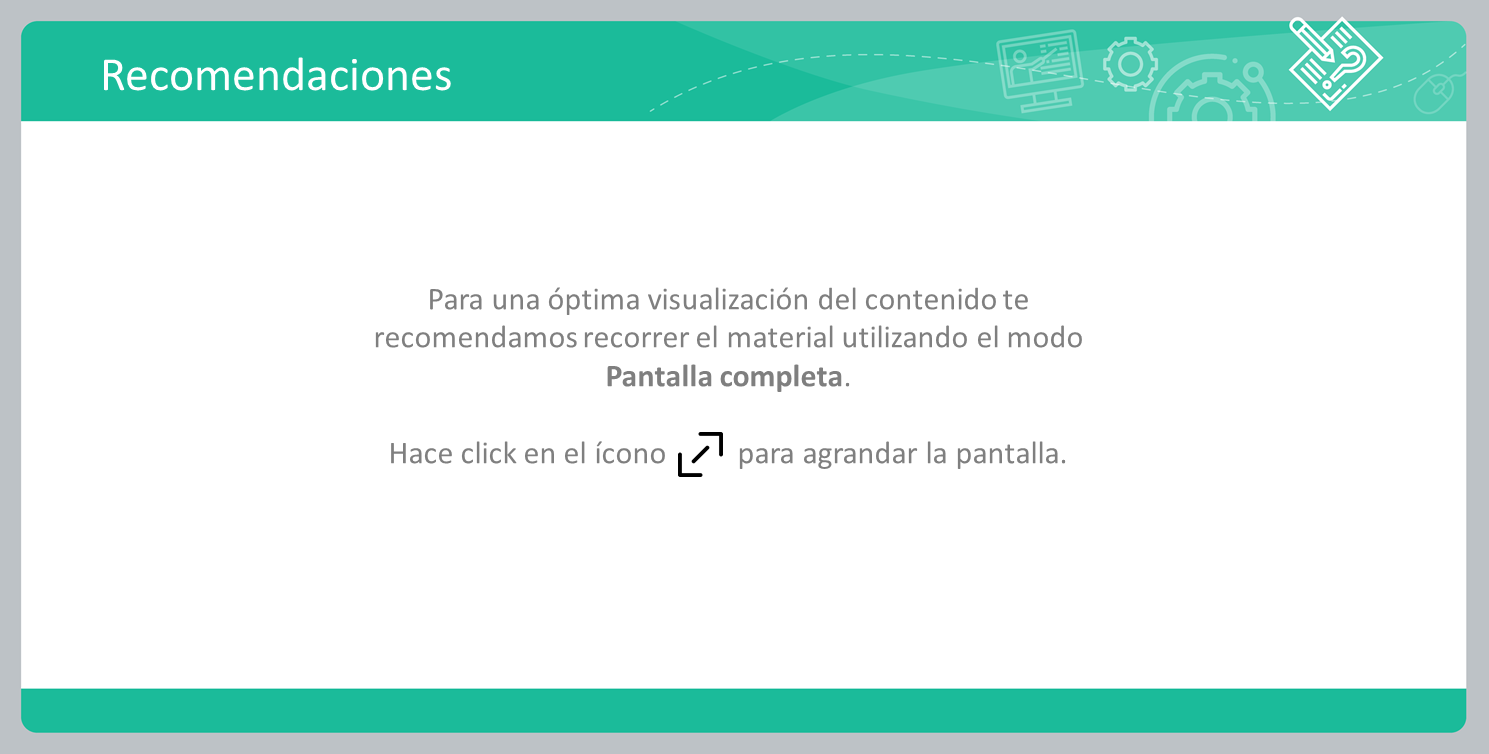 Recomendaciones
Para una óptima visualización del contenido te
recomendamos recorrer el material utilizando el modo
Pantalla completa.
Hace click en el ícono para agrandar la pantalla.